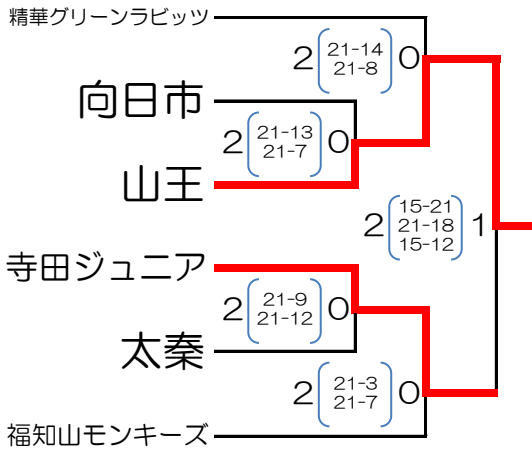 精華グリーンラビッツ
2 21-14 0
21-8
向日市
2 21-13 0
21-7
山王
2 15-21 1
21-18
15-12
寺田ジュニア
2 21-9 0
21-12
太秦
2 21-3 0
21-7
福知山モンキーズ